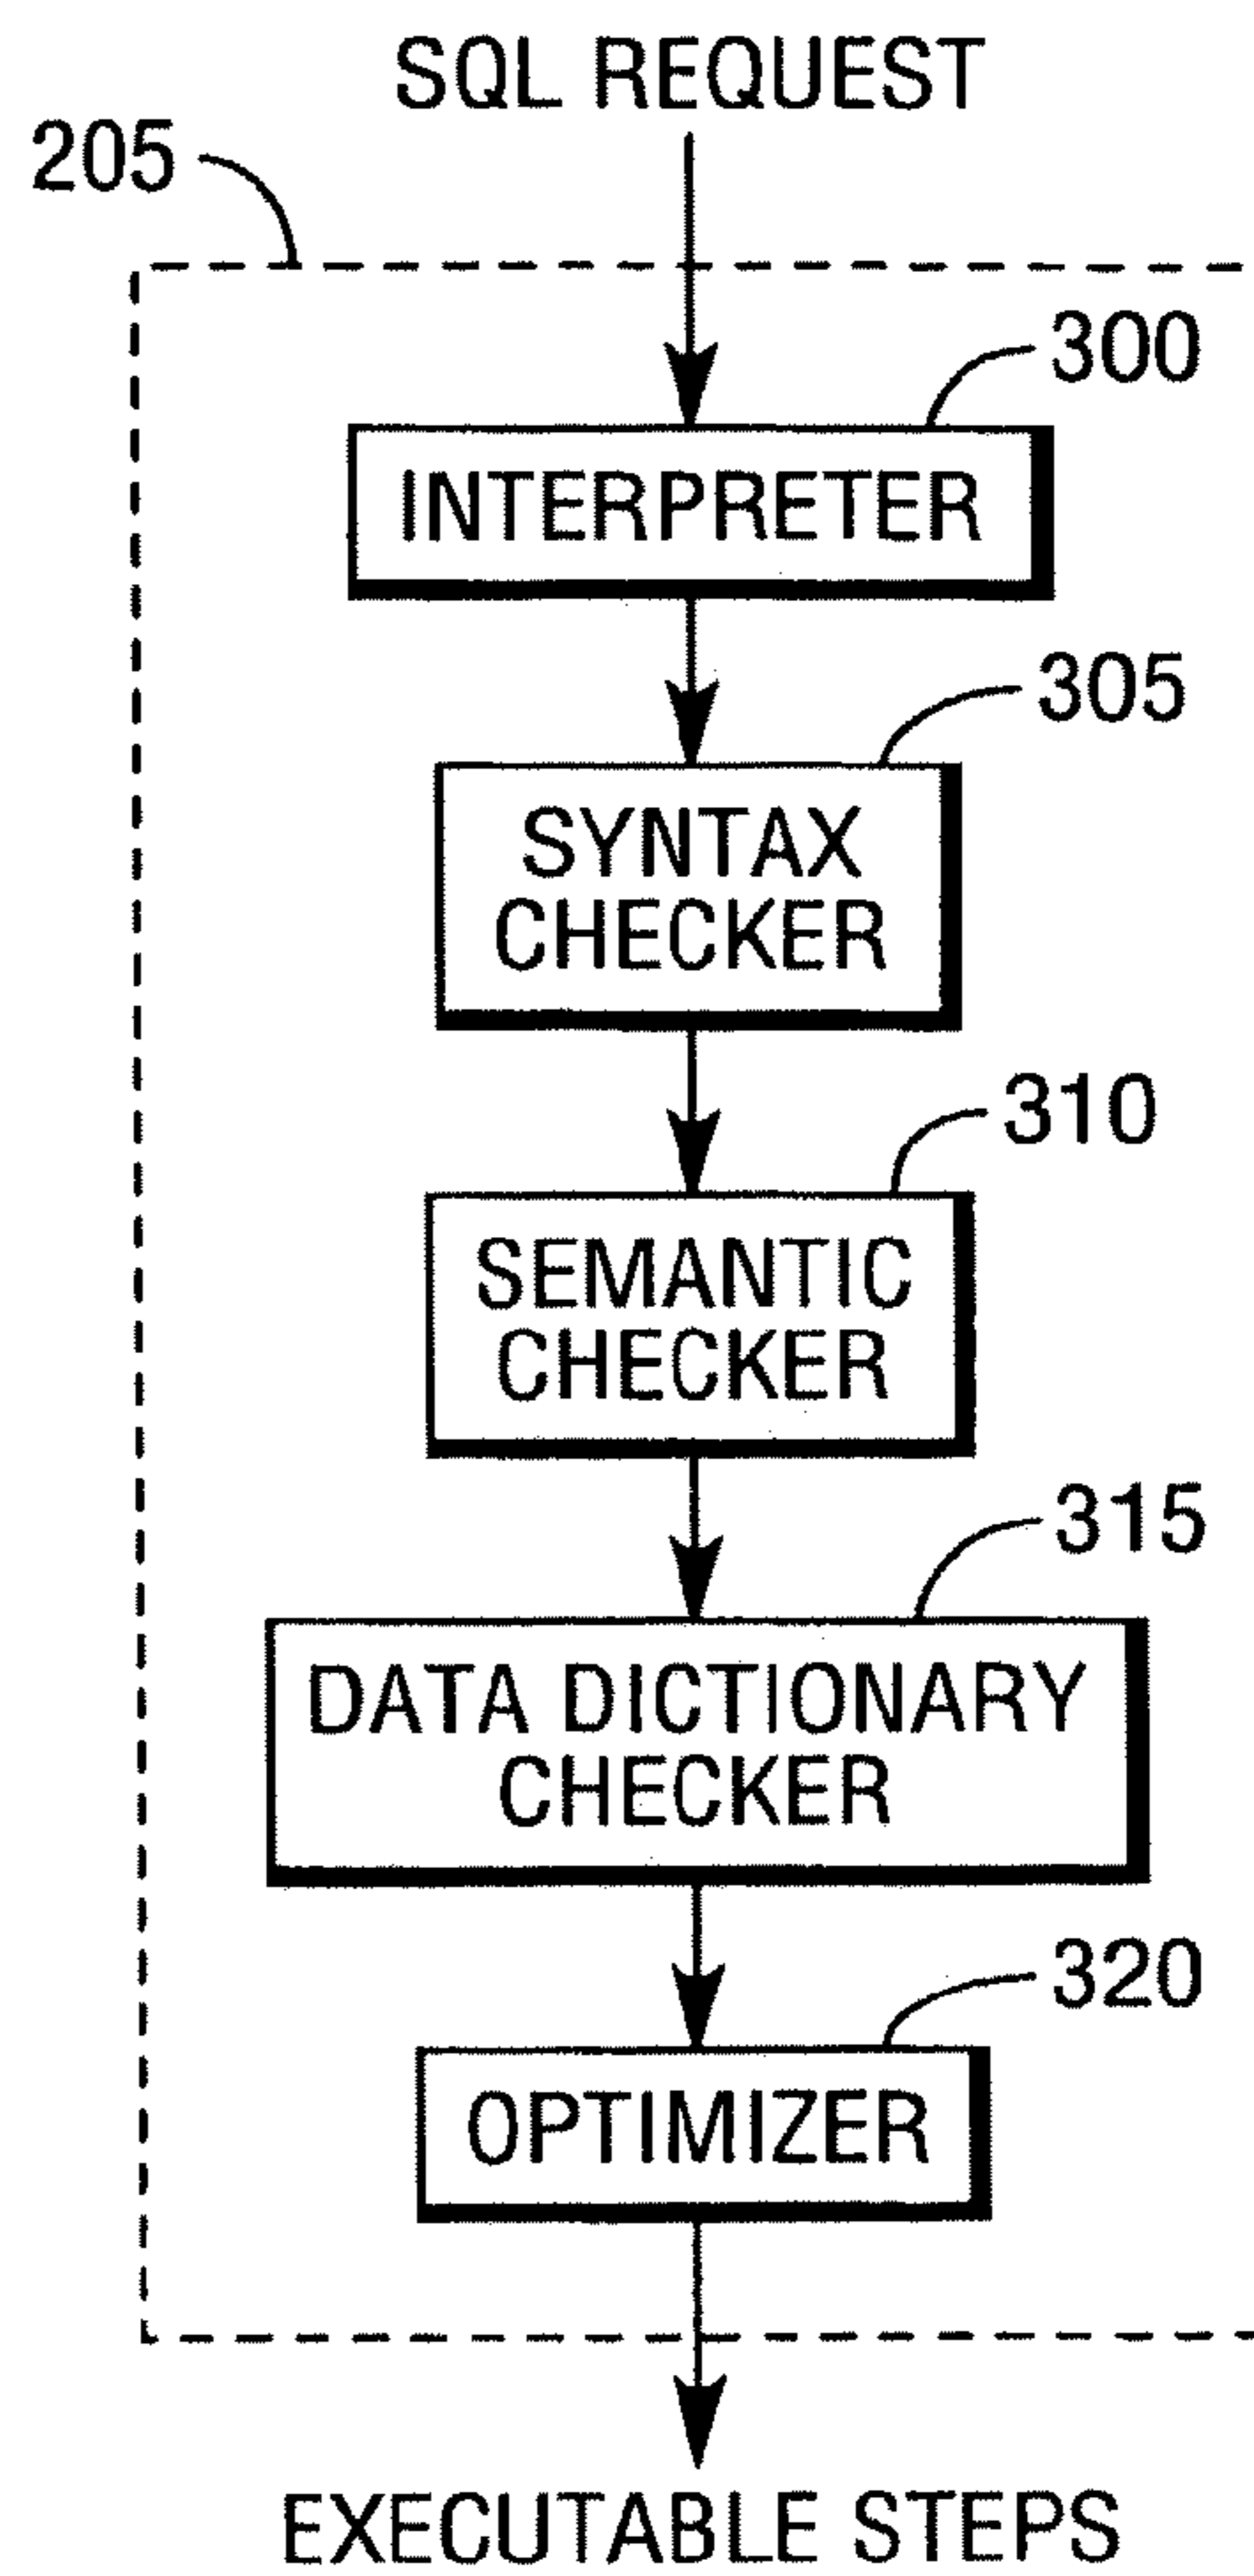 SQL REQUEST
205
300
INTERPRETER
305
SYNTAX
CHECKER
310
SEMANTIC
CHECKER
315
DATA DICTIONARY
CHECKER
320
OPTIMIZER
EXECUTABLE STEPS